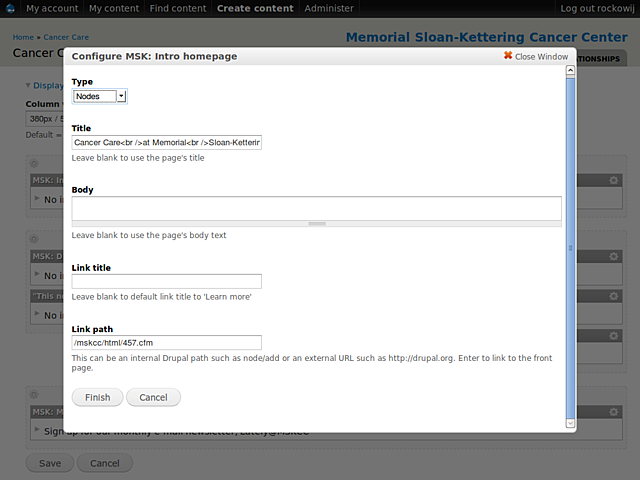 My account My content Find content Create content Administer Log out rockowij
Home » Cancer Care
Memorial Sloan-Kettering Cancer Center
Cancer C
Configure MSK: Intro homepage
Close Window
Type
Nodes
Title
Cancer Care<br />at Memorial<br />Sloan-Ketterin
Leave blank to use the page's title
Body
Leave blank to use the page's body text
Link title
Leave blank to default link title to 'Learn more'
Link path
/mskcc/html/457.cfm
This can be an internal Drupal path such as node/add or an external URL such as http://drupal.org. Enter to link to the front
page.
Finish Cancel
Display
Column
380px / 5
Default =
MSK: In
No i
MSK: D
No i
"This n
No i
MSK: M
Sign up for our monthly e-mail newsletter, Lately@MSKCC
Save Cancel